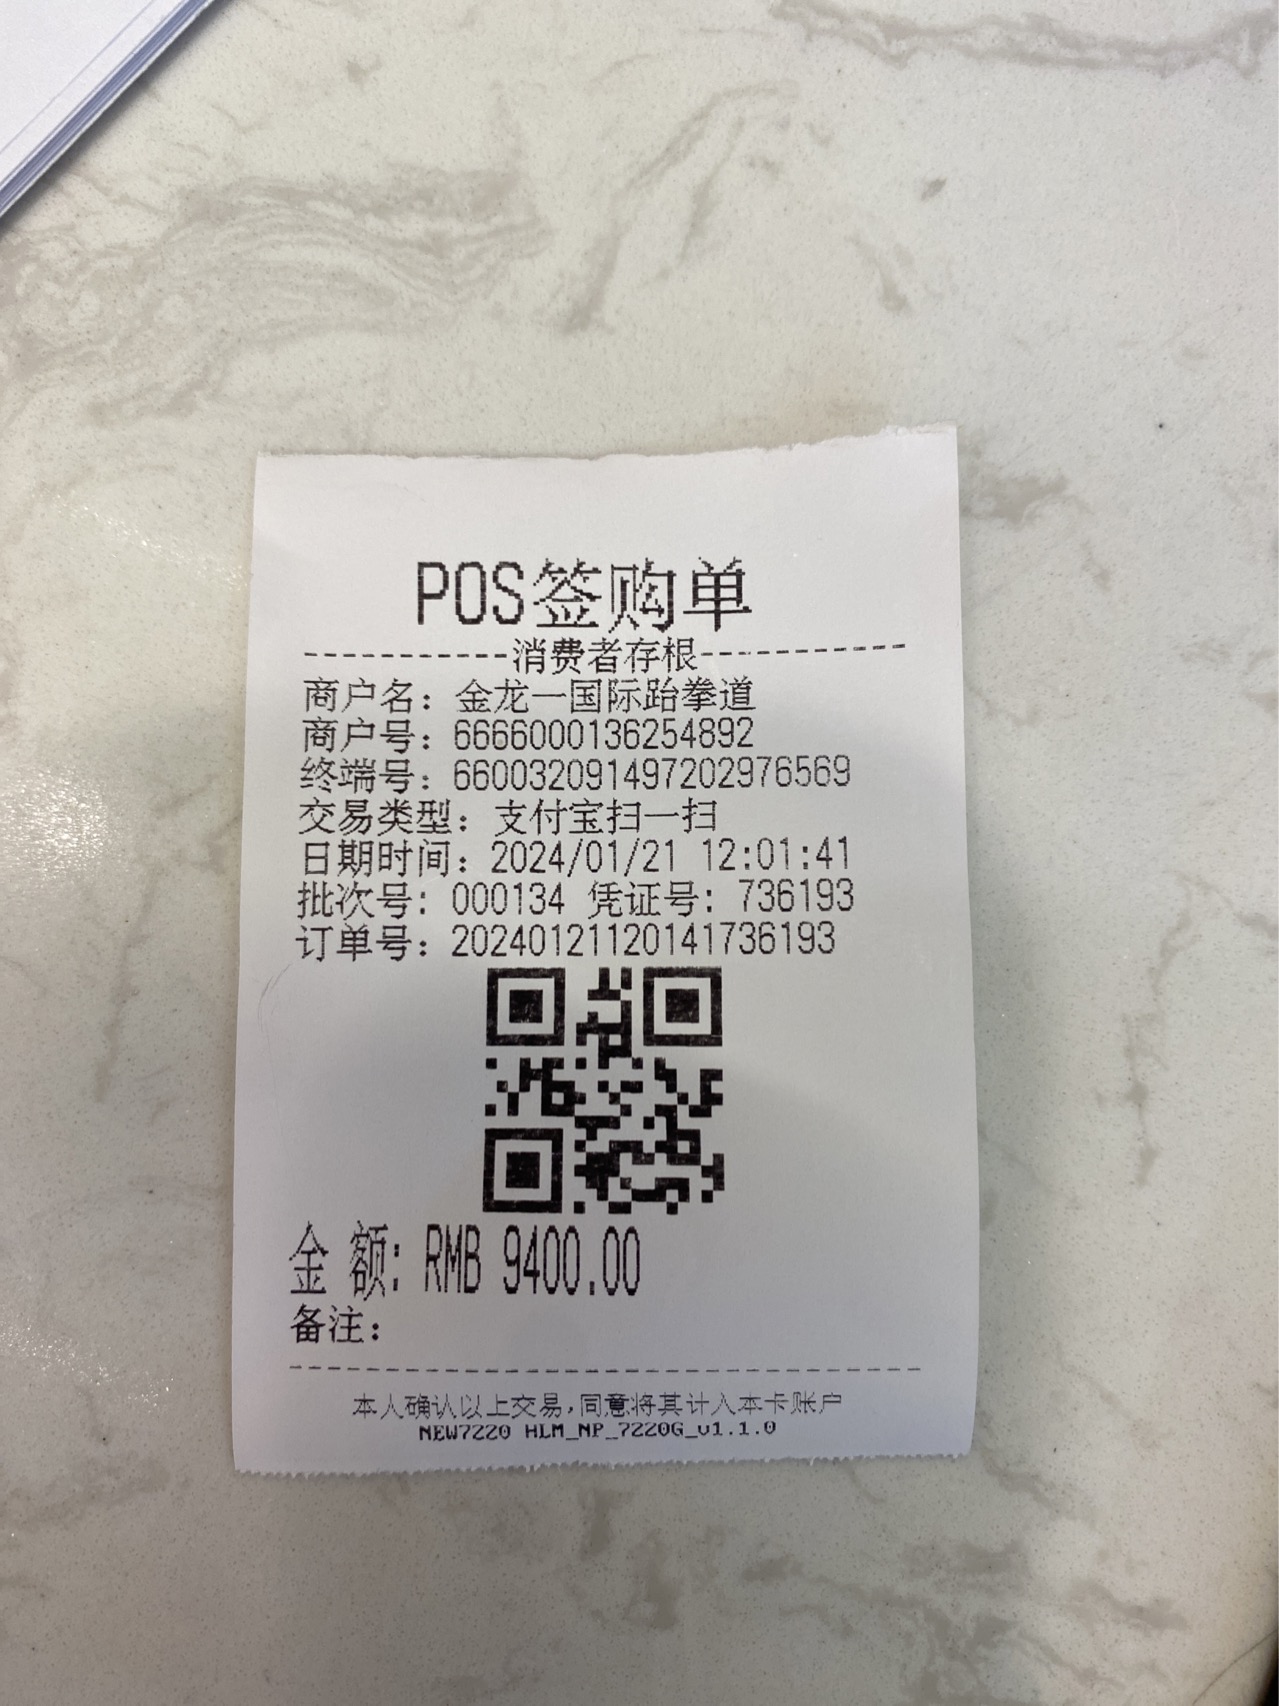 POS签购单
-----------消费者存根-----------
商户名：金龙一国际跆拳道
商户号：6666000136254892
终端号：660032091497202976569
交易类型：支付宝扫一扫
日期时间：2024/01/21 12:01:41
批次号：000134 凭证号：736193
订单号：20240121120141736193
金 额：RMB 9400.00
备注：
本人确认以上交易,同意将其计入本卡账户
NEW7220 HLM_NP_7220G_v1.1.0